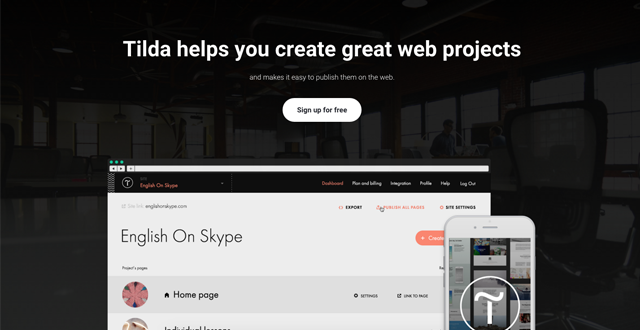 Tilda helps you create great web projects
and makes it easy to publish them on the web.
Sign up for free
English On Skype
Dashboard Plan and billing Integration Profile Help Log Out
Site link: englishonskype.com
EXPORT PUBLISH ALL PAGES SITE SETTINGS
English On Skype
+ Create
Project's pages
Home page
SETTINGS LINK TO PAGE
Individual lessons